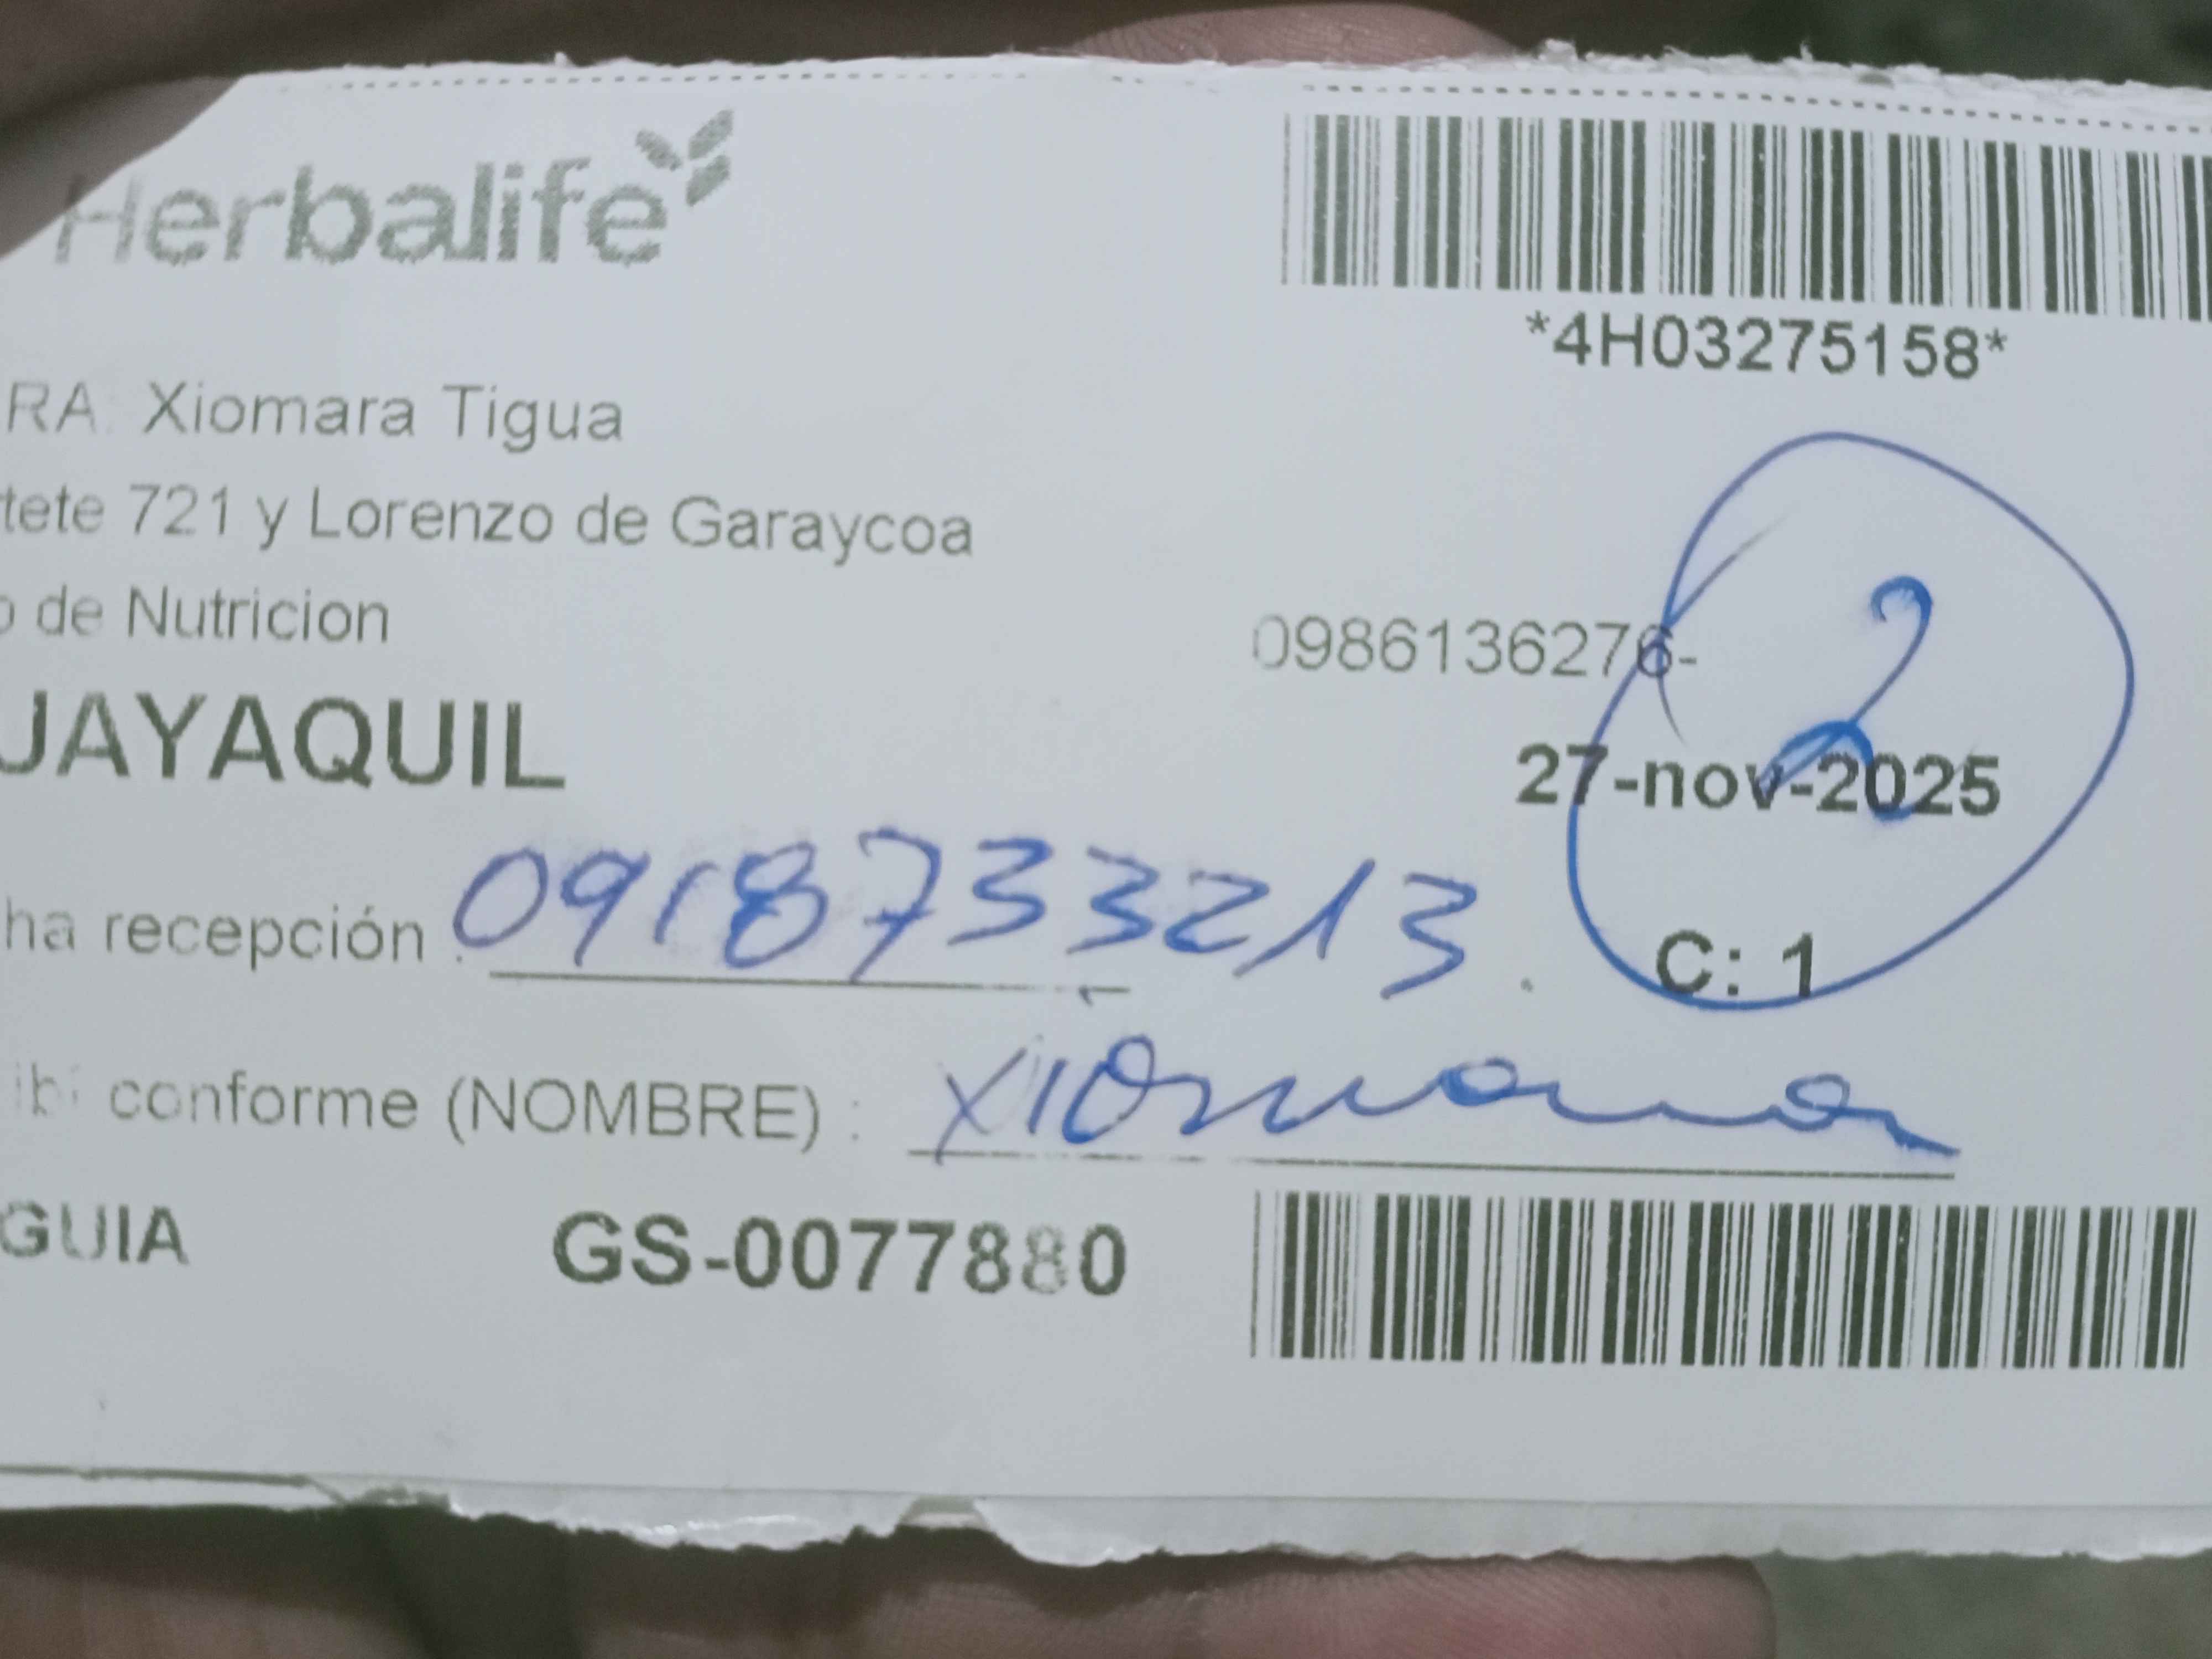 Herbalife
*4H03275158*
RA. Xiomara Tigua
tete 721 y Lorenzo de Garaycoa
o de Nutricion
0986136276-
2
JAYAQUIL
27-nov-2025
ha recepción : 0918733213
C: 1
ibi conforme (NOMBRE) : XIOmara
GUIA GS-0077880